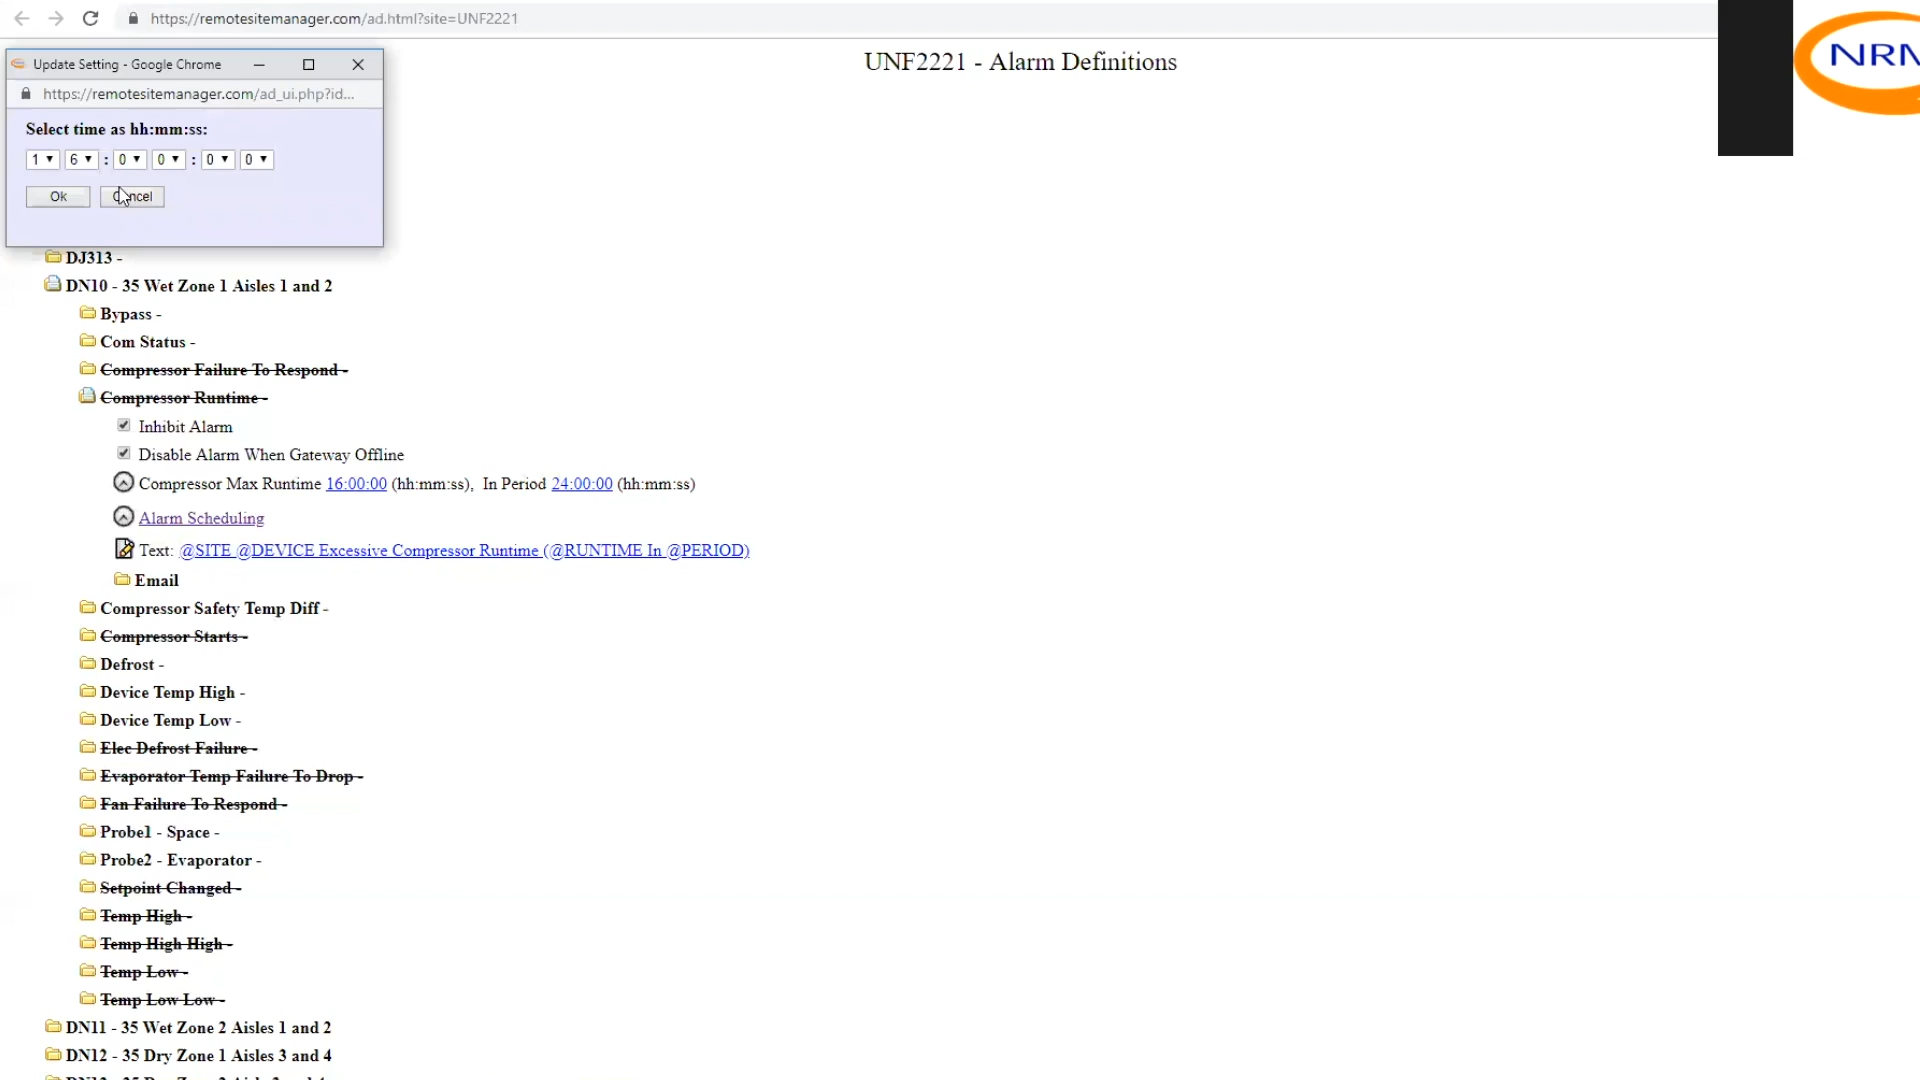 https://remotesitemanager.com/ad.html?site=UNF2221
UNF2221 - Alarm Definitions
NRM
Update Setting - Google Chrome
https://remotesitemanager.com/ad_ui.php?id...
Select time as hh:mm:ss:
1 6 : 0 0 : 0 0
Ok Cancel
DJ313 -
DN10 - 35 Wet Zone 1 Aisles 1 and 2
Bypass -
Com Status -
Compressor Failure To Respond -
Compressor Runtime -
Inhibit Alarm
Disable Alarm When Gateway Offline
Compressor Max Runtime 16:00:00 (hh:mm:ss), In Period 24:00:00 (hh:mm:ss)
Alarm Scheduling
Text: @SITE @DEVICE Excessive Compressor Runtime (@RUNTIME In @PERIOD)
Email
Compressor Safety Temp Diff -
Compressor Starts -
Defrost -
Device Temp High -
Device Temp Low -
Elec Defrost Failure -
Evaporator Temp Failure To Drop -
Fan Failure To Respond -
Probe1 - Space -
Probe2 - Evaporator -
Setpoint Changed -
Temp High -
Temp High High -
Temp Low -
Temp Low Low -
DN11 - 35 Wet Zone 2 Aisles 1 and 2
DN12 - 35 Dry Zone 1 Aisles 3 and 4